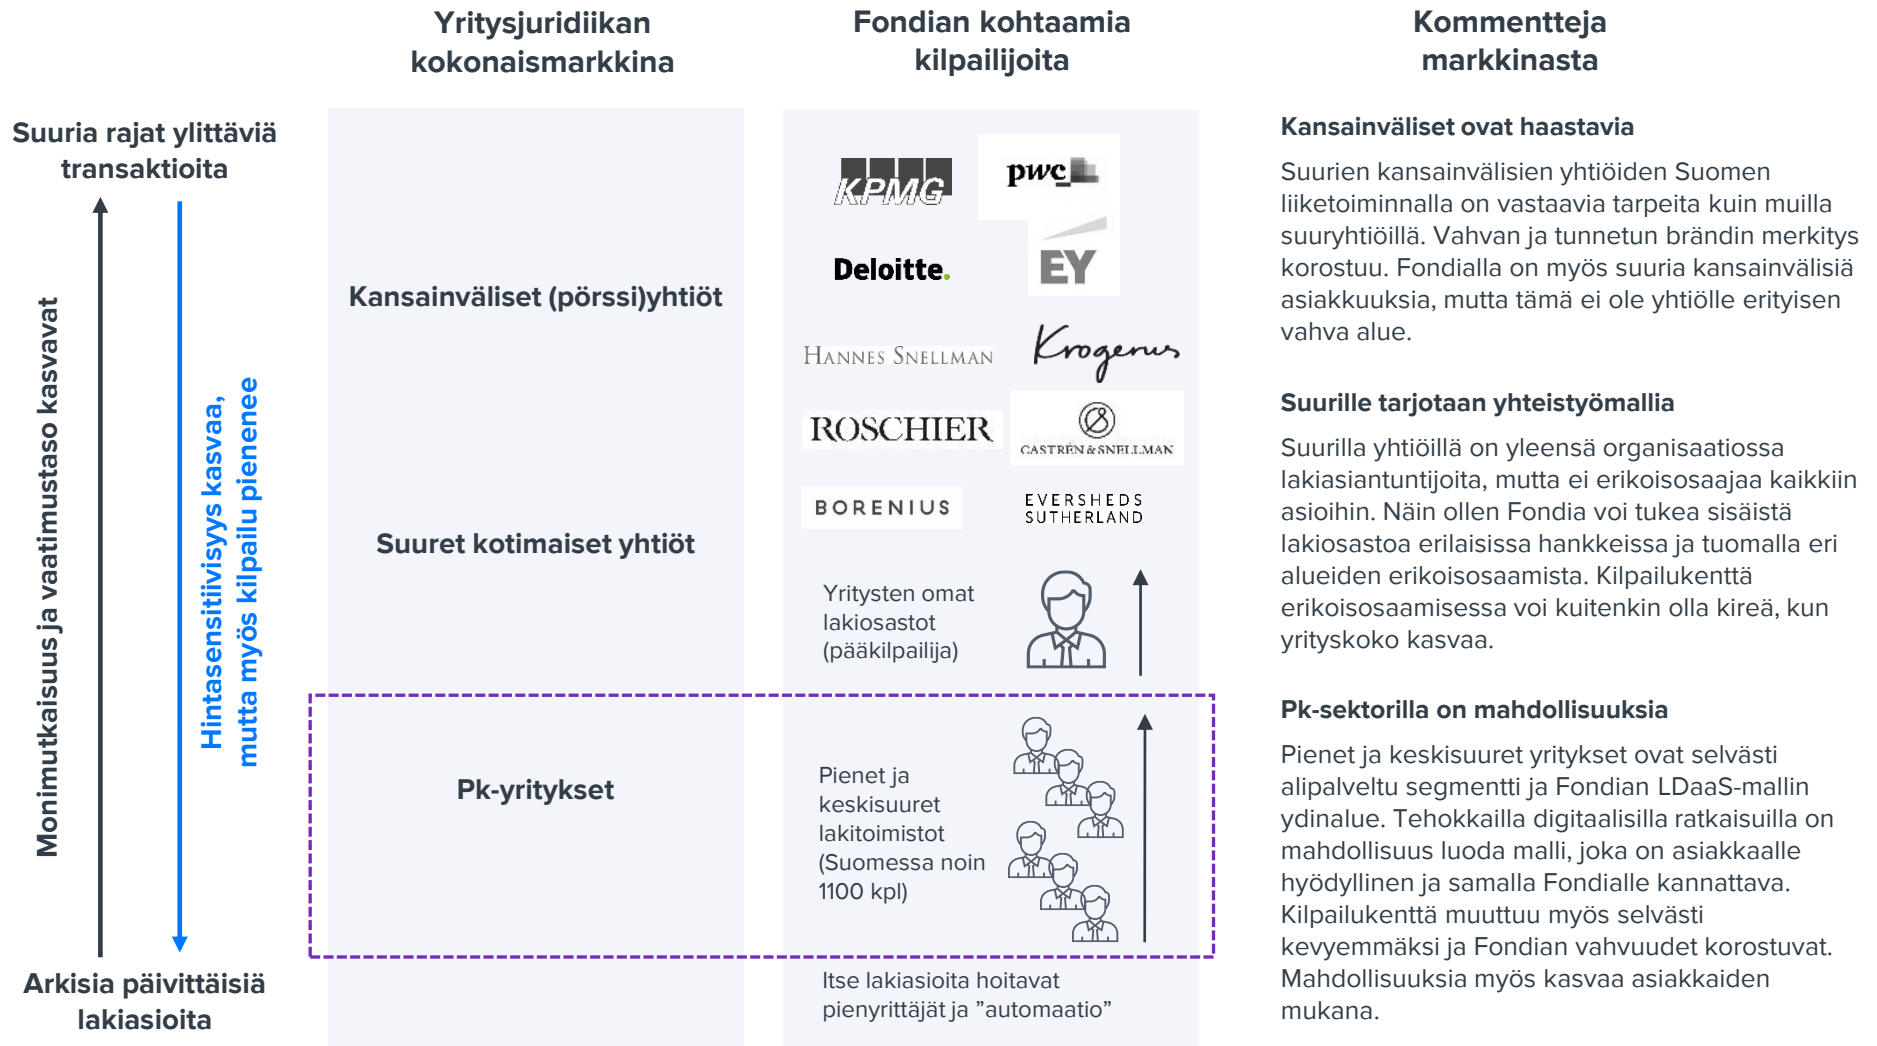 Yritysjuridiikan
kokonaismarkkina
Fondian kohtaamia
kilpailijoita
Kommentteja
markkinasta
Suuria rajat ylittäviä
transaktioita
Monimutkaisuus ja vaatimustaso kasvavat
Hintasensitiivisyys kasvaa,
mutta myös kilpailu pienenee
Arkisia päivittäisiä
lakiasioita
Kansainväliset (pörssi)yhtiöt
Suuret kotimaiset yhtiöt
Pk-yritykset
KPMG
pwc
Deloitte.
EY
HANNES SNELLMAN
Krogerus
ROSCHIER
CASTRÉN & SNELLMAN
BORENIUS
EVERSHEDS
SUTHERLAND
Yritysten omat
lakiosastot
(pääkilpailija)
Pienet ja
keskisuuret
lakitoimistot
(Suomessa noin
1100 kpl)
Itse lakiasioita hoitavat
pienyrittäjät ja ”automaatio”
Kansainväliset ovat haastavia
Suurien kansainvälisien yhtiöiden Suomen
liiketoiminnalla on vastaavia tarpeita kuin muilla
suuryhtiöillä. Vahvan ja tunnetun brändin merkitys
korostuu. Fondialla on myös suuria kansainvälisiä
asiakkuuksia, mutta tämä ei ole yhtiölle erityisen
vahva alue.
Suurille tarjotaan yhteistyömallia
Suurilla yhtiöillä on yleensä organisaatiossa
lakiasiantuntijoita, mutta ei erikoisosaajaa kaikkiin
asioihin. Näin ollen Fondia voi tukea sisäistä
lakiosastoa erilaisissa hankkeissa ja tuomalla eri
alueiden erikoisosaamista. Kilpailukenttä
erikoisosaamisessa voi kuitenkin olla kireä, kun
yrityskoko kasvaa.
Pk-sektorilla on mahdollisuuksia
Pienet ja keskisuuret yritykset ovat selvästi
alipalveltu segmentti ja Fondian LDaaS-mallin
ydinalue. Tehokkailla digitaalisilla ratkaisuilla on
mahdollisuus luoda malli, joka on asiakkaalle
hyödyllinen ja samalla Fondialle kannattava.
Kilpailukenttä muuttuu myös selvästi
kevyemmäksi ja Fondian vahvuudet korostuvat.
Mahdollisuuksia myös kasvaa asiakkaiden
mukana.